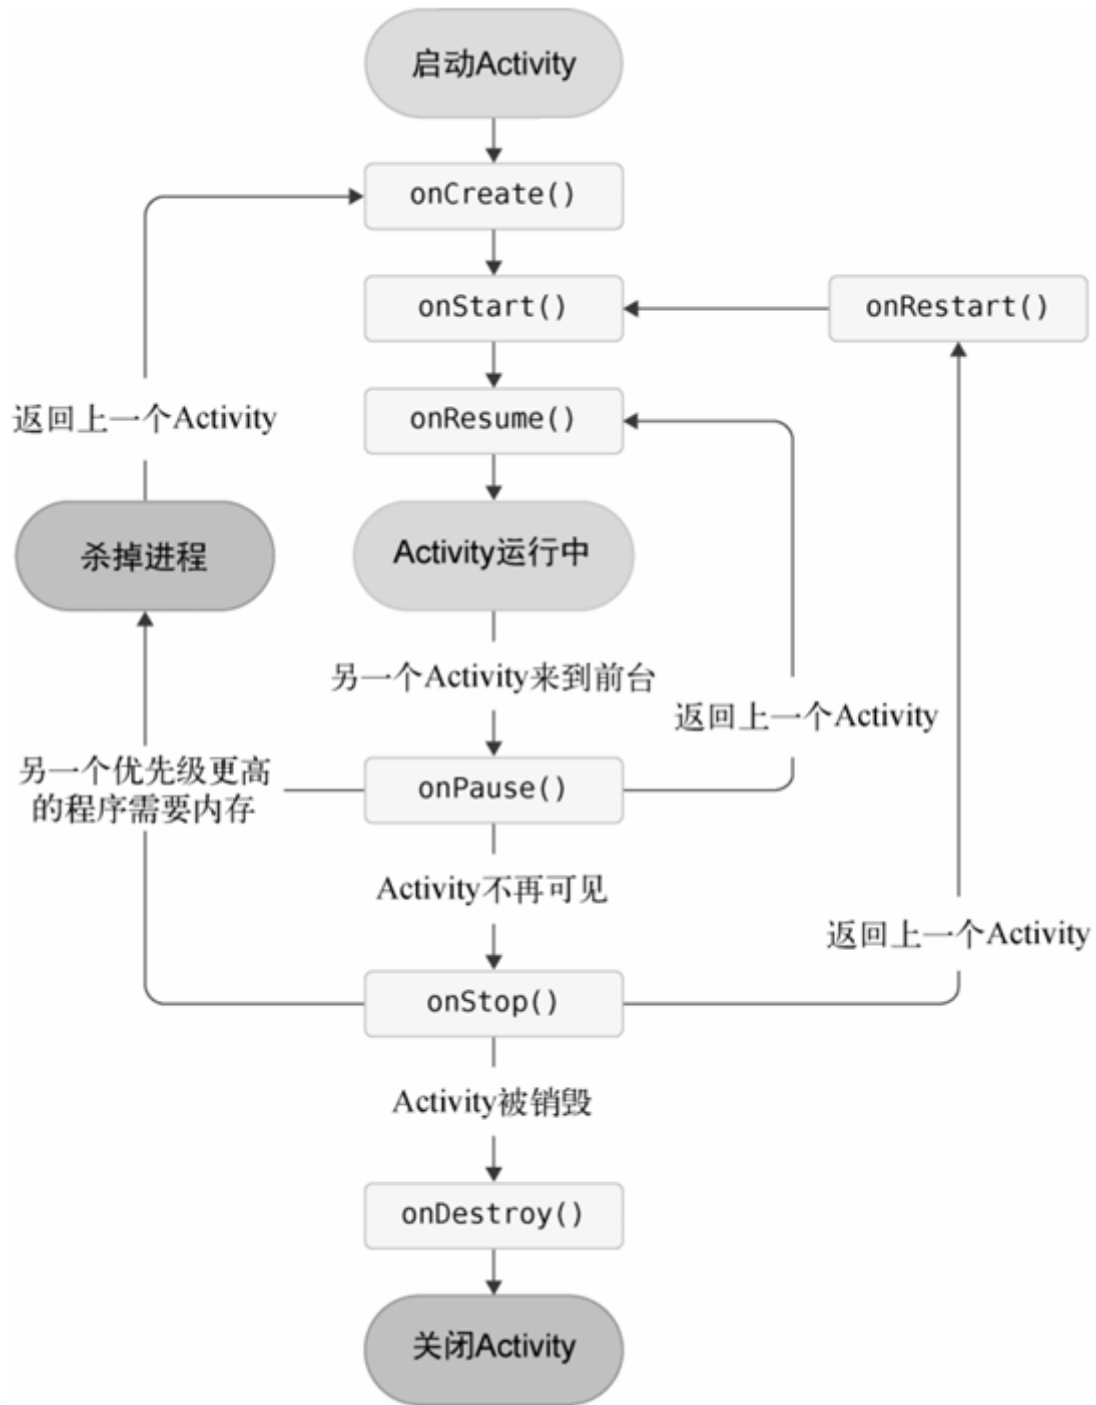 启动Activity
onCreate()
onStart()
onRestart()
返回上一个Activity
onResume()
杀掉进程
Activity运行中
另一个Activity来到前台
返回上一个Activity
另一个优先级更高
的程序需要内存
onPause()
Activity不再可见
返回上一个Activity
onStop()
Activity被销毁
onDestroy()
关闭Activity